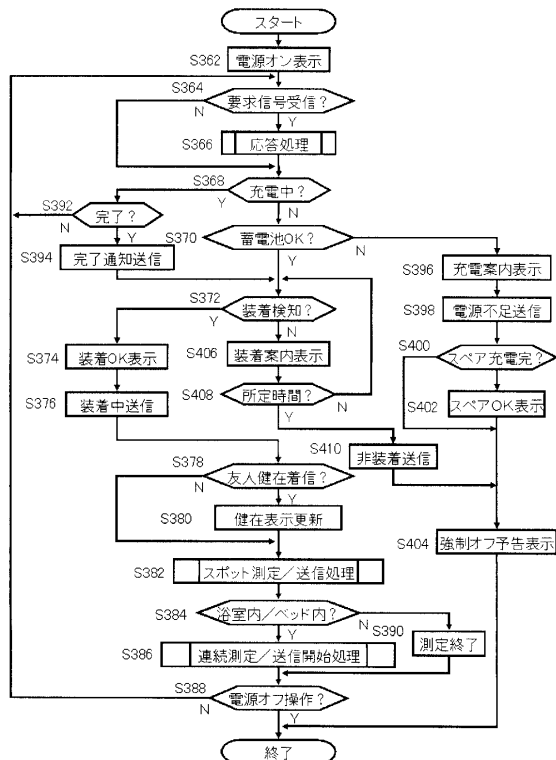 スタート
S362 電源オン表示
S364
要求信号受信？
N Y
S366 応答処理
S368
充電中？
Y N
S392
完了？
N Y
S370
蓄電池OK？
N
Y
S394 完了通知送信
S396 充電案内表示
S372
装着検知？
Y N
S398 電源不足送信
S374 装着OK表示
S406 装着案内表示
S400
スペア充電完？
S376 装着中送信
S408
所定時間？
N
Y
S402 スペアOK表示
S410
非装着送信
S378
友人健在着信？
N Y
S380 健在表示更新
S404 強制オフ予告表示
S382 スポット測定／送信処理
S384
浴室内／ベッド内？
N
Y
S390
測定終了
S386 連続測定／送信開始処理
S388
電源オフ操作？
N Y
終了